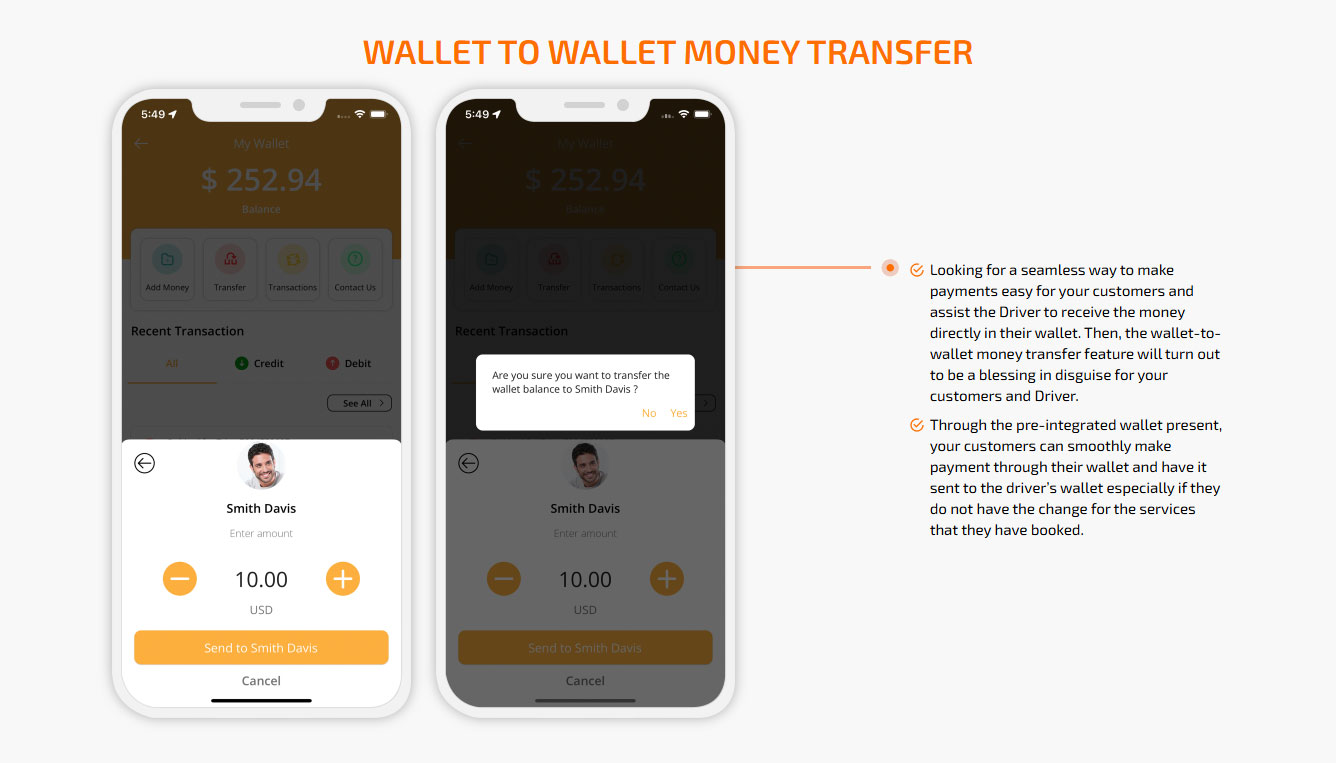 WALLET TO WALLET MONEY TRANSFER
5:49
My Wallet
$ 252.94
Balance
Add Money
Transfer
Transactions
Contact Us
Recent Transaction
All
Credit
Debit
See All
Smith Davis
Enter amount
10.00
USD
Send to Smith Davis
Cancel
5:49
My Wallet
$ 252.94
Balance
Add Money
Transfer
Transactions
Contact Us
Recent Transaction
Are you sure you want to transfer the
wallet balance to Smith Davis ?
No Yes
Smith Davis
Enter amount
10.00
USD
Send to Smith Davis
Cancel
Looking for a seamless way to make
payments easy for your customers and
assist the Driver to receive the money
directly in their wallet. Then, the wallet-to-
wallet money transfer feature will turn out
to be a blessing in disguise for your
customers and Driver.
Through the pre-integrated wallet present,
your customers can smoothly make
payment through their wallet and have it
sent to the driver’s wallet especially if they
do not have the change for the services
that they have booked.